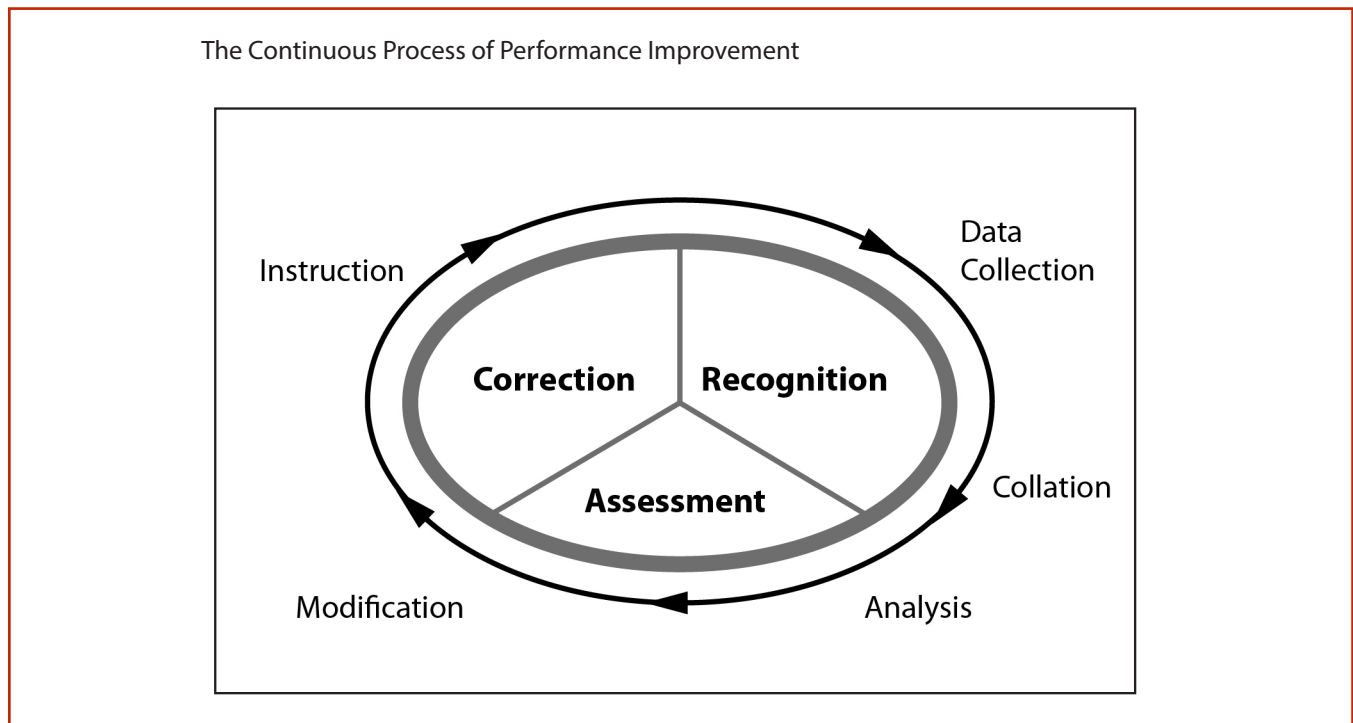 The Continuous Process of Performance Improvement
Data
Collection
Instruction
Correction
Recognition
Collation
Assessment
Modification
Analysis